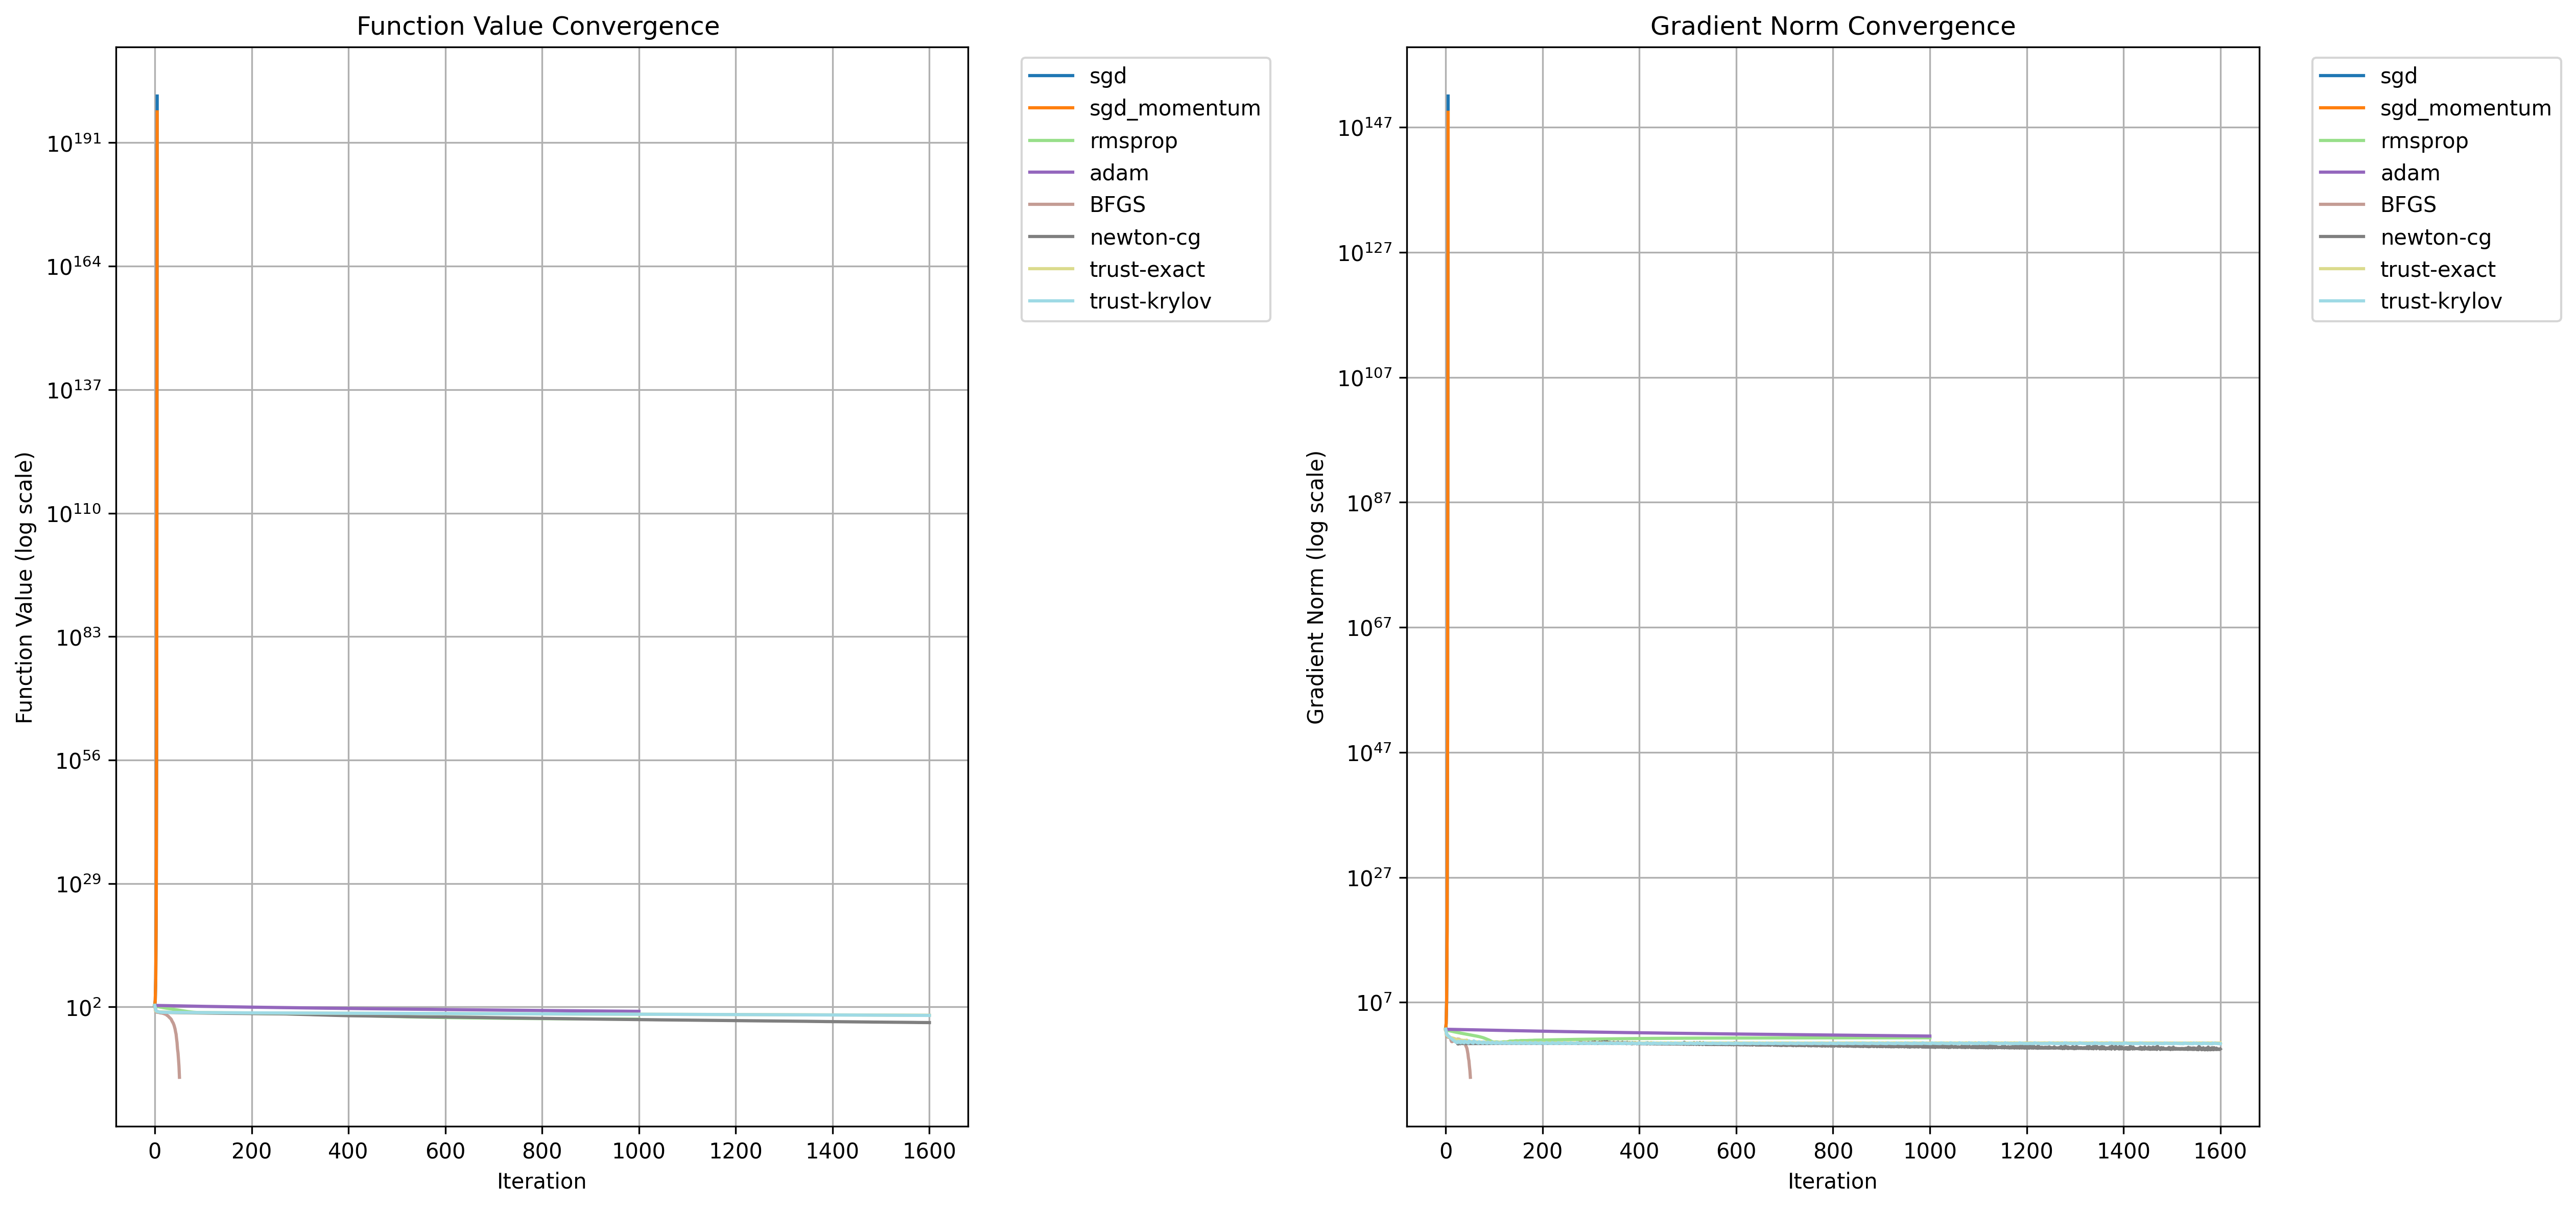 Function Value Convergence
Function Value (log scale)
10^191
10^164
10^137
10^110
10^83
10^56
10^29
10^2
0 200 400 600 800 1000 1200 1400 1600
Iteration
sgd
sgd_momentum
rmsprop
adam
BFGS
newton-cg
trust-exact
trust-krylov
Gradient Norm Convergence
Gradient Norm (log scale)
10^147
10^127
10^107
10^87
10^67
10^47
10^27
10^7
0 200 400 600 800 1000 1200 1400 1600
Iteration
sgd
sgd_momentum
rmsprop
adam
BFGS
newton-cg
trust-exact
trust-krylov